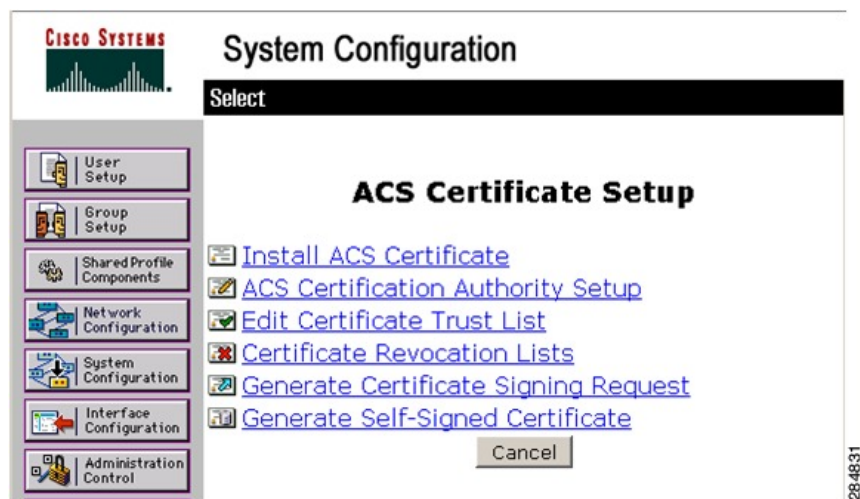 CISCO SYSTEMS
System Configuration
Select
User
Setup
Group
Setup
Shared Profile
Components
Network
Configuration
System
Configuration
Interface
Configuration
Administration
Control
ACS Certificate Setup
Install ACS Certificate
ACS Certification Authority Setup
Edit Certificate Trust List
Certificate Revocation Lists
Generate Certificate Signing Request
Generate Self-Signed Certificate
Cancel
284831